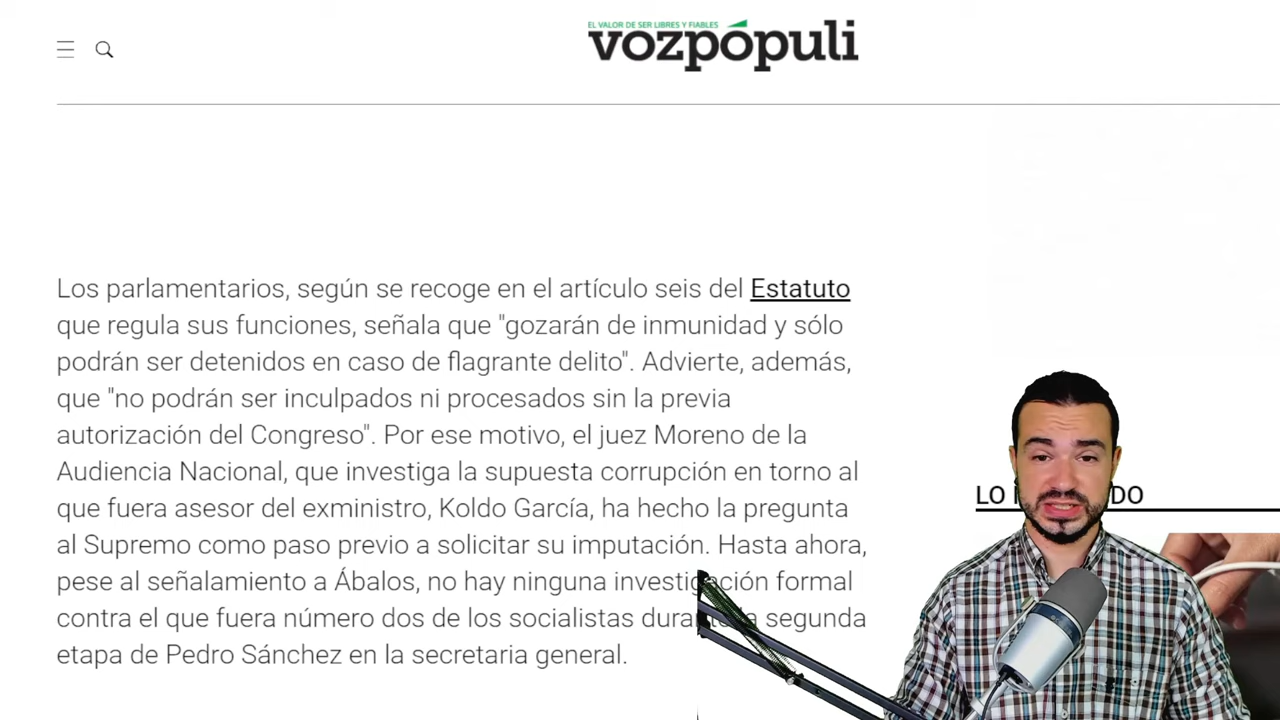 EL VALOR DE SER LIBRES Y FIABLES
vozpópuli
Los parlamentarios, según se recoge en el artículo seis del Estatuto
que regula sus funciones, señala que "gozarán de inmunidad y sólo
podrán ser detenidos en caso de flagrante delito". Advierte, además,
que "no podrán ser inculpados ni procesados sin la previa
autorización del Congreso". Por ese motivo, el juez Moreno de la
Audiencia Nacional, que investiga la supuesta corrupción en torno al
que fuera asesor del exministro, Koldo García, ha hecho la pregunta
al Supremo como paso previo a solicitar su imputación. Hasta ahora,
pese al señalamiento a Ábalos, no hay ninguna investigación formal
contra el que fuera número dos de los socialistas durante la segunda
etapa de Pedro Sánchez en la secretaria general.
LO